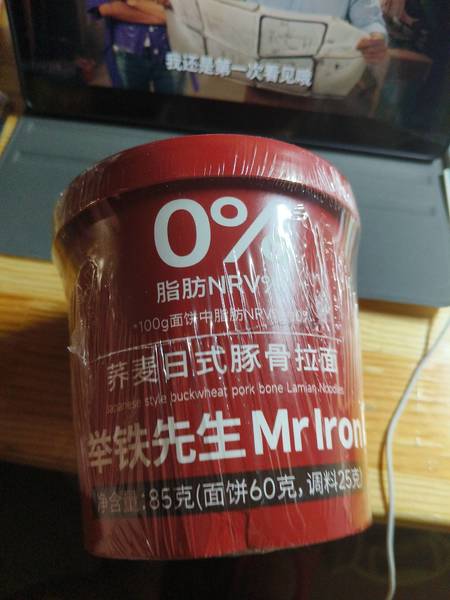 我还是第一次看见哦
0%
脂肪NRV%
*100g面饼中脂肪NRV%
荞麦日式豚骨拉面
Japanese style buckwheat pork bone Lamian Noodles
举铁先生 Mr Iron
净含量:85克(面饼60克,调料25克)